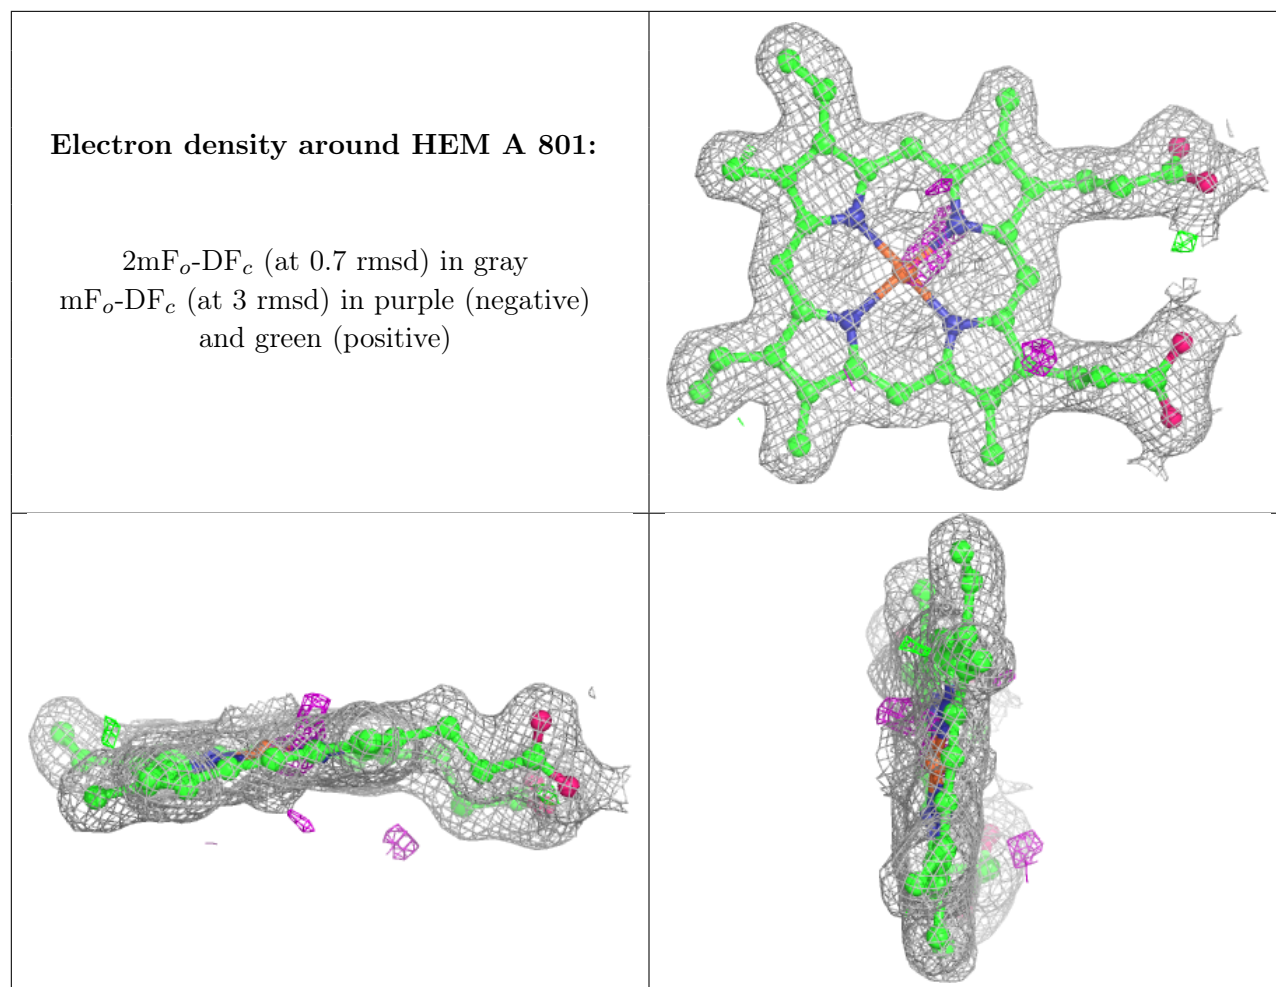 Electron density around HEM A 801:
2mFo-DFc (at 0.7 rmsd) in gray
mFo-DFc (at 3 rmsd) in purple (negative)
and green (positive)